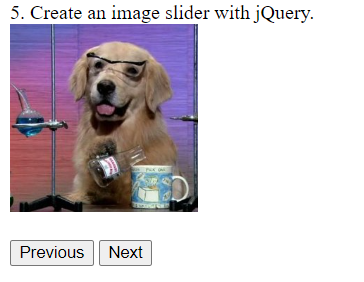 5. Create an image slider with jQuery.
Previous
Next